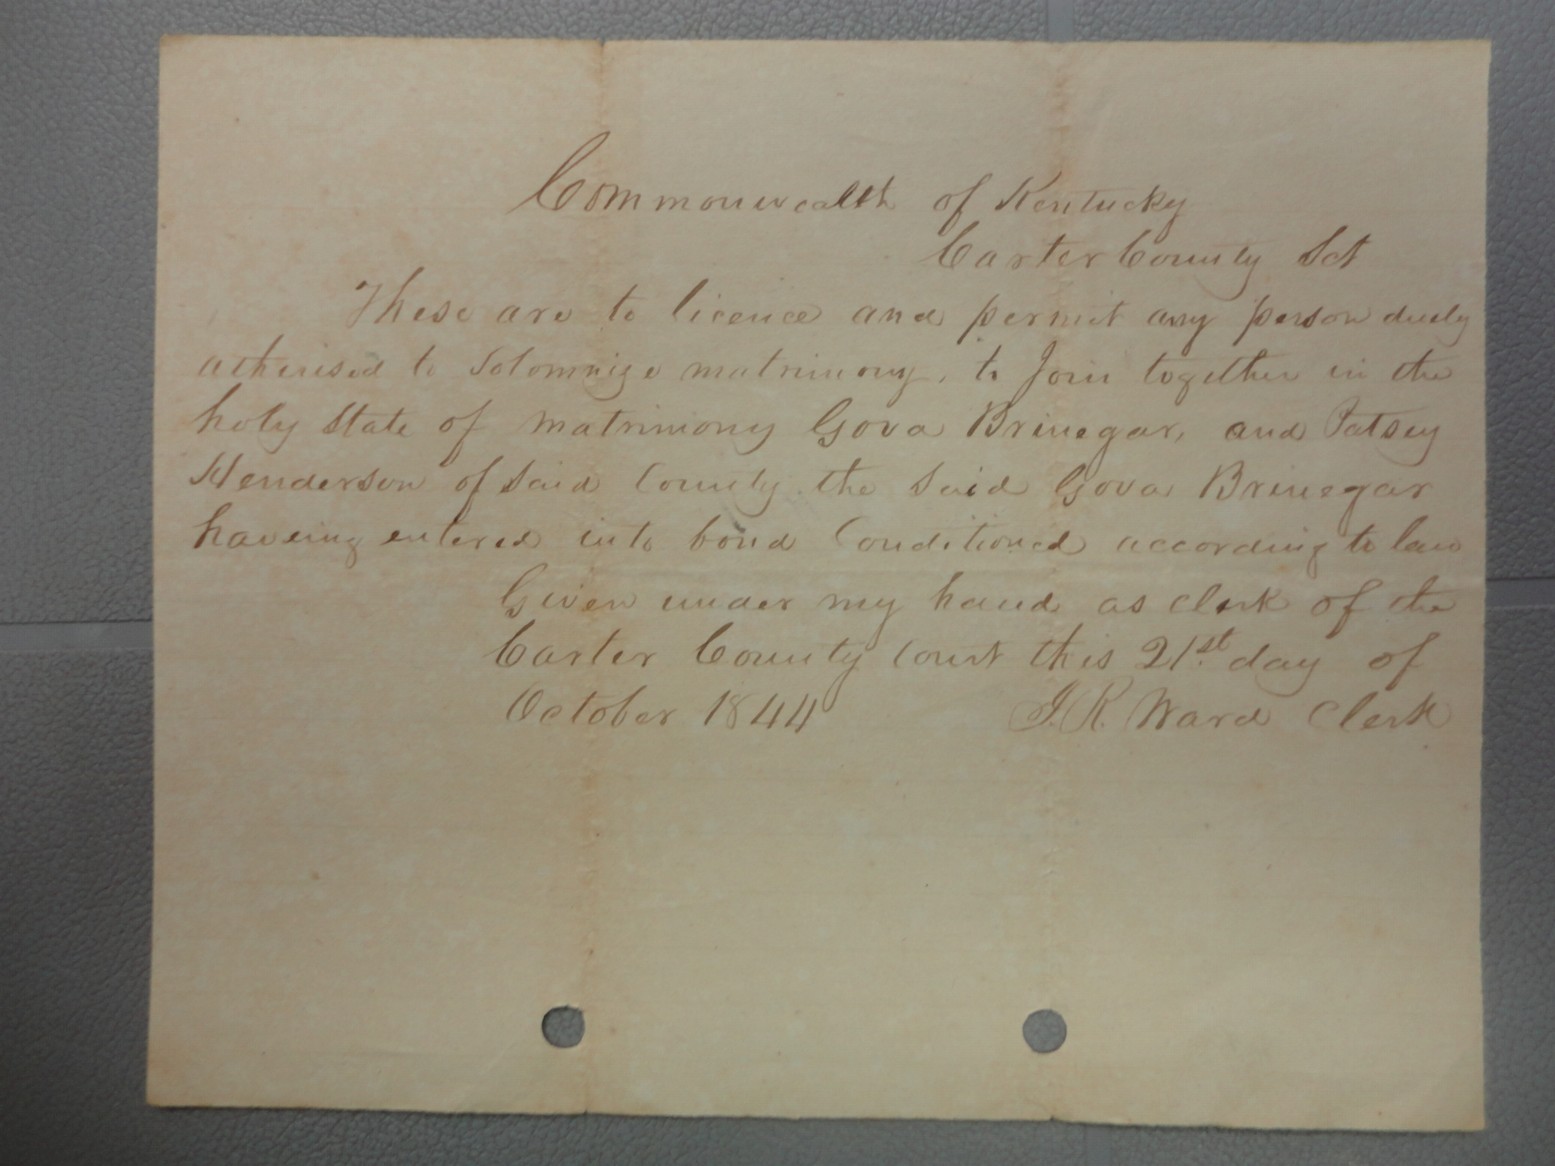 Commonwealth of Kentucky
Carter County Sct
These are to licence and permit any person duely
atherised to Solomnize matrimony, to Join together in the
holy State of Matrimony Gova Brinegar, and Patsey
Henderson of Said County the Said Gova Brinegar
haveing entered into bond Conditioned according to law
Given under my hand as clerk of the
Carter County Court this 21st day of
October 1844 J. R. Ward Clerk